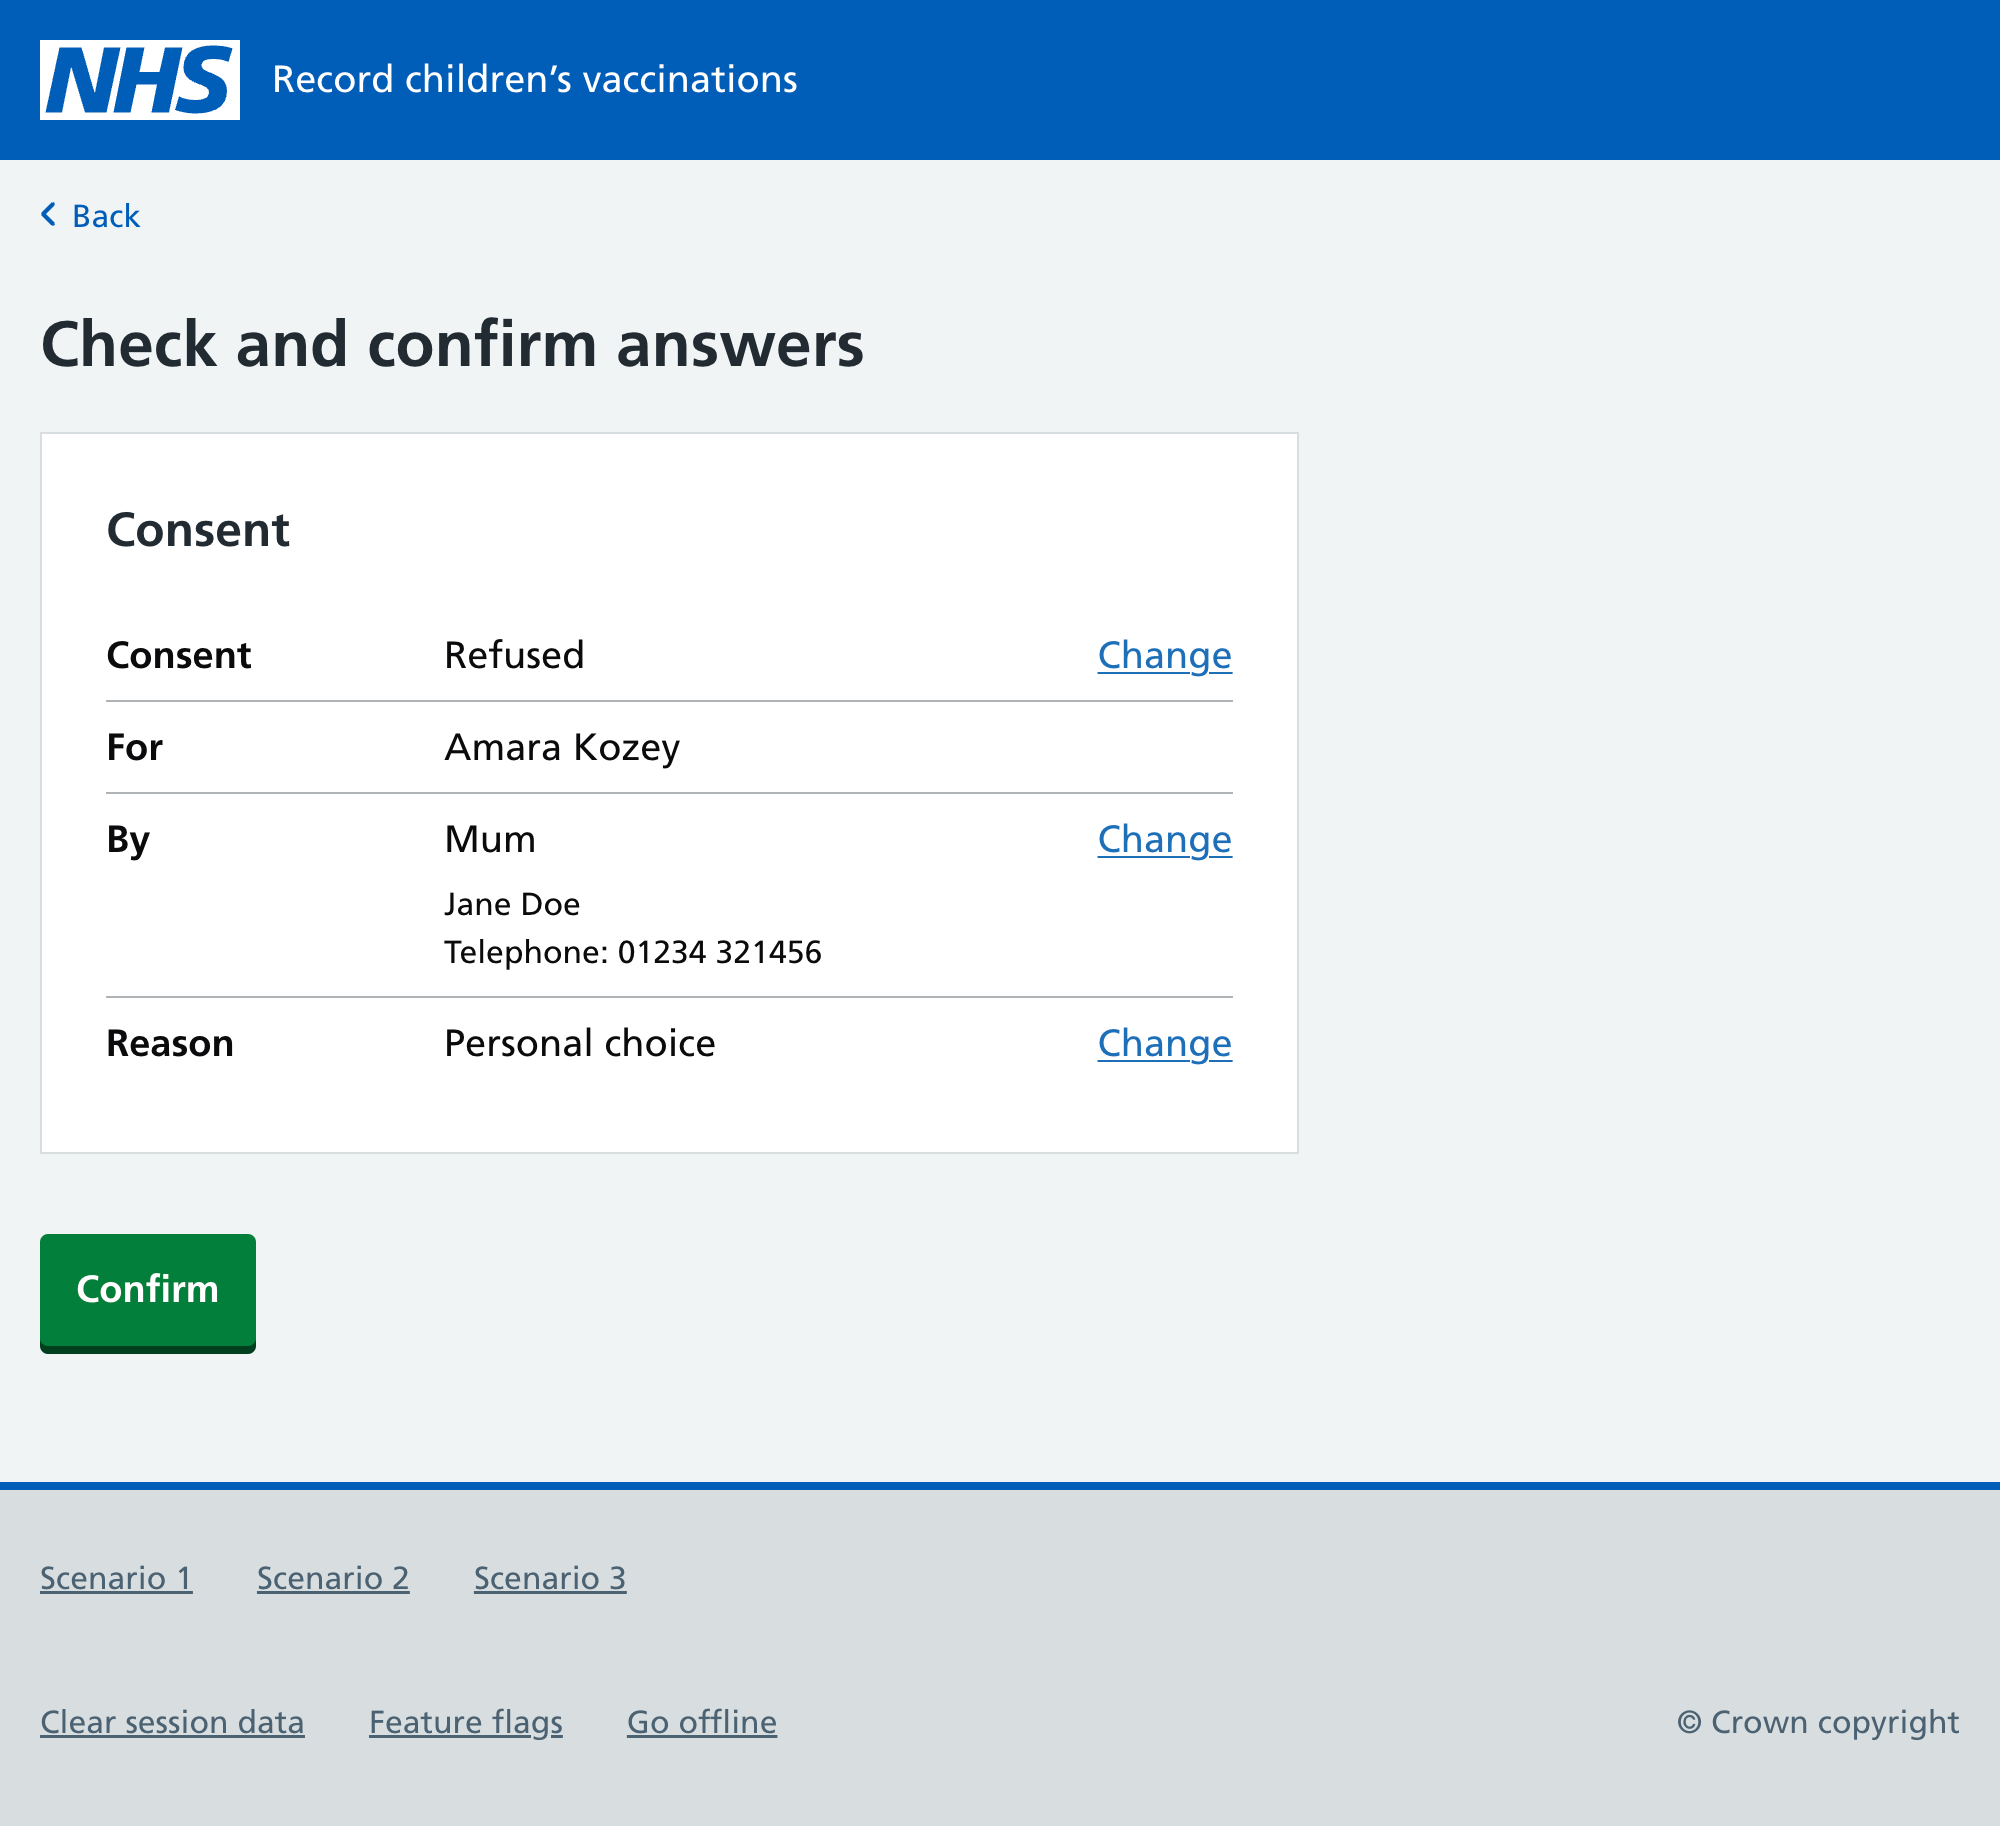 NHS Record children’s vaccinations
Back
Check and confirm answers
Consent
Consent Refused Change
For Amara Kozey
By Mum Change
Jane Doe
Telephone: 01234 321456
Reason Personal choice Change
Confirm
Scenario 1 Scenario 2 Scenario 3
Clear session data Feature flags Go offline © Crown copyright